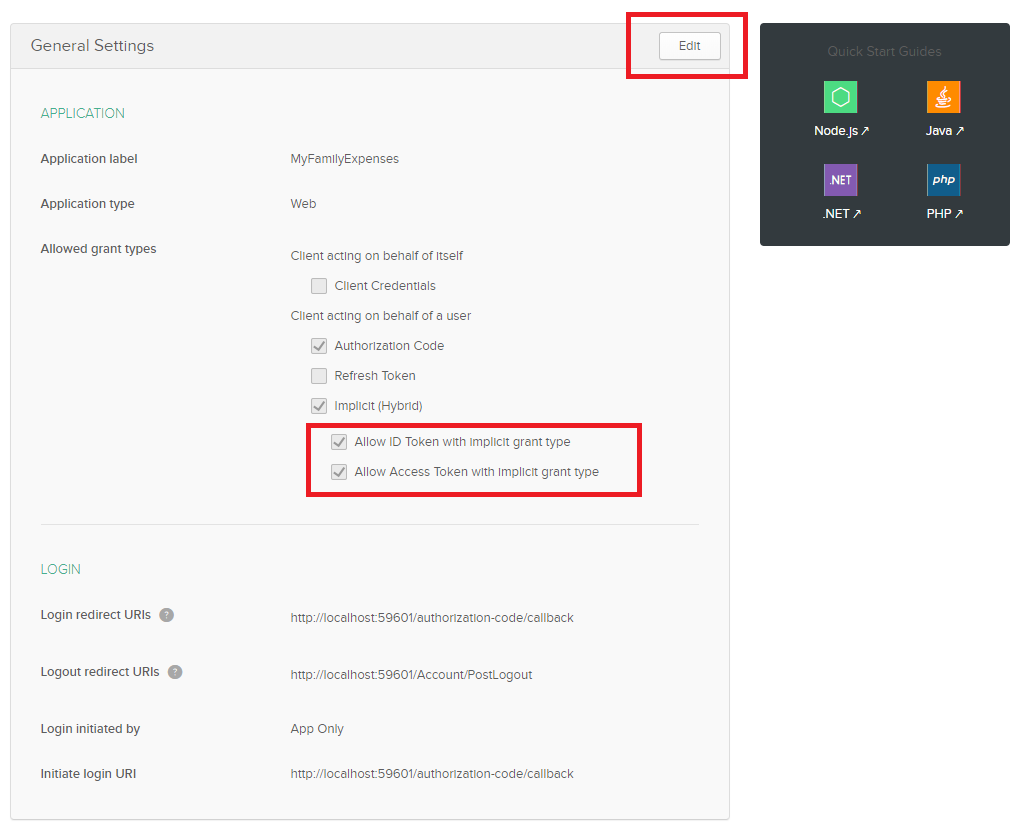 General Settings
Edit
APPLICATION
Application label
MyFamilyExpenses
Application type
Web
Allowed grant types
Client acting on behalf of itself
Client Credentials
Client acting on behalf of a user
Authorization Code
Refresh Token
Implicit (Hybrid)
Allow ID Token with implicit grant type
Allow Access Token with implicit grant type
LOGIN
Login redirect URIs ?
http://localhost:59601/authorization-code/callback
Logout redirect URIs ?
http://localhost:59601/Account/PostLogout
Login initiated by
App Only
Initiate login URI
http://localhost:59601/authorization-code/callback
Quick Start Guides
Node.js ↗
Java ↗
.NET
php
.NET ↗
PHP ↗